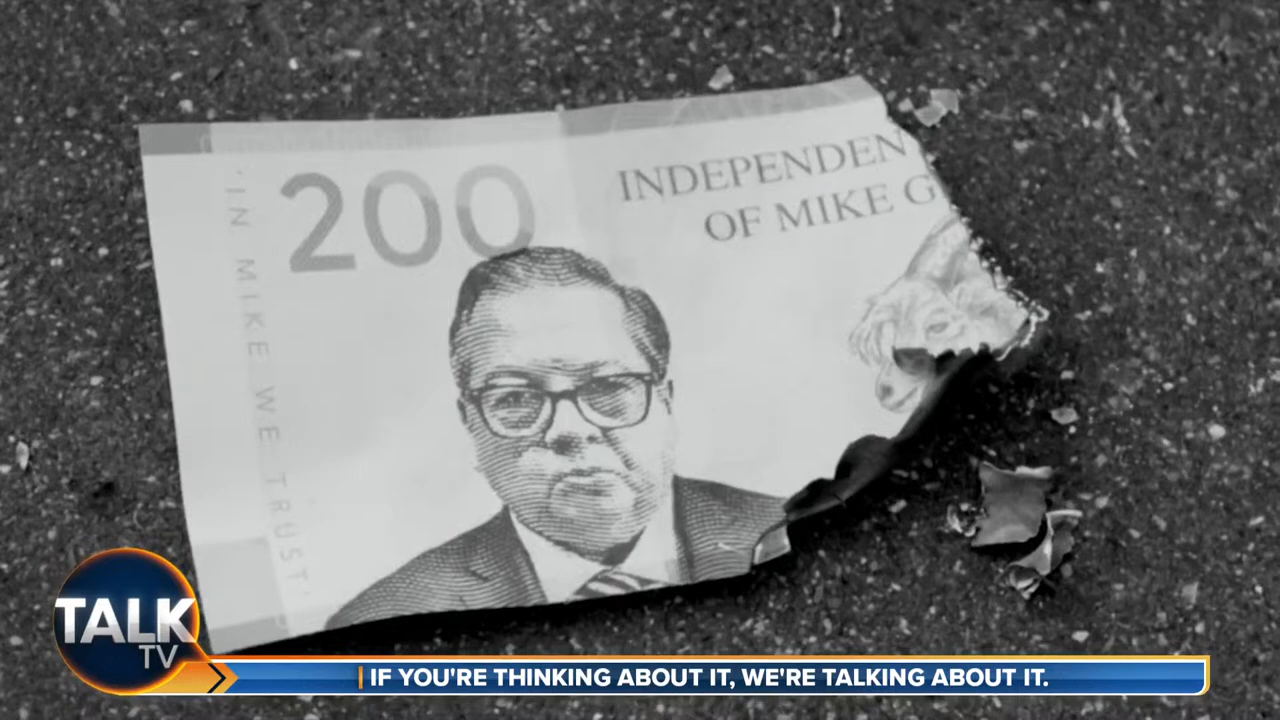 200
INDEPENDEN
OF MIKE G
"IN MIKE WE TRUST"
TALK
TV
IF YOU'RE THINKING ABOUT IT, WE'RE TALKING ABOUT IT.